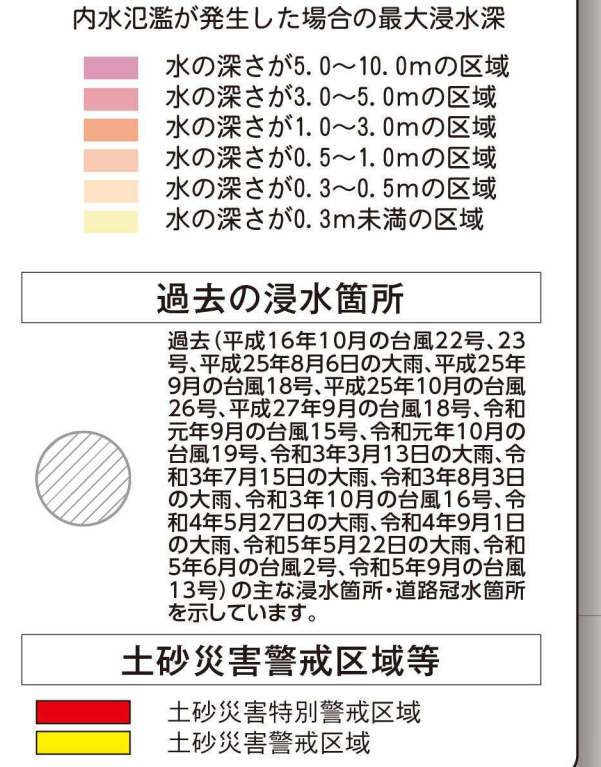 内水氾濫が発生した場合の最大浸水深
水の深さが5.0～10.0mの区域
水の深さが3.0～5.0mの区域
水の深さが1.0～3.0mの区域
水の深さが0.5～1.0mの区域
水の深さが0.3～0.5mの区域
水の深さが0.3m未満の区域
過去の浸水箇所
過去(平成16年10月の台風22号、23
号、平成25年8月6日の大雨、平成25年
9月の台風18号、平成25年10月の台風
26号、平成27年9月の台風18号、令和
元年9月の台風15号、令和元年10月の
台風19号、令和3年3月13日の大雨、令
和3年7月15日の大雨、令和3年8月3日
の大雨、令和3年10月の台風16号、令
和4年5月27日の大雨、令和4年9月1日
の大雨、令和5年5月22日の大雨、令和
5年6月の台風2号、令和5年9月の台風
13号)の主な浸水箇所・道路冠水箇所
を示しています。
土砂災害警戒区域等
土砂災害特別警戒区域
土砂災害警戒区域